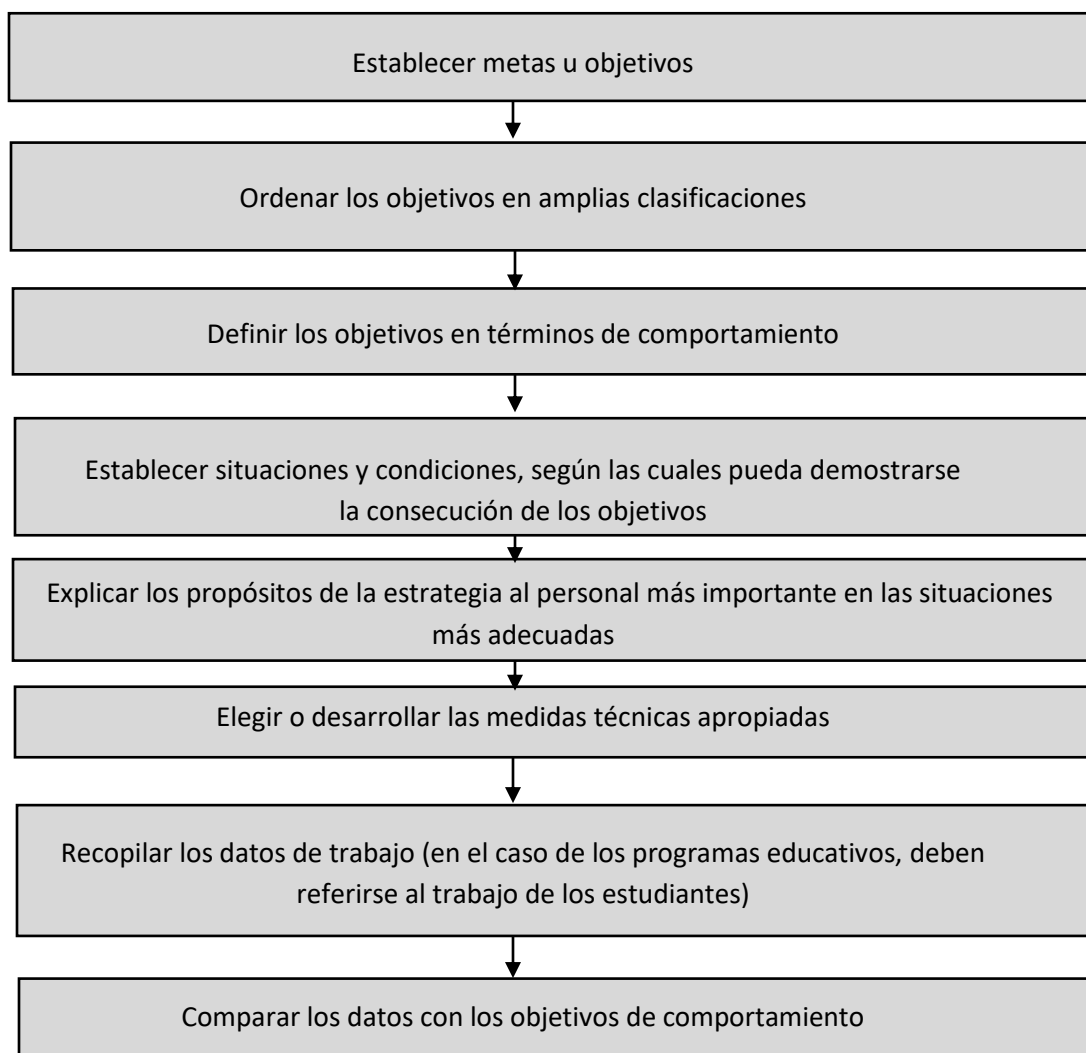 Establecer metas u objetivos
Ordenar los objetivos en amplias clasificaciones
Definir los objetivos en términos de comportamiento
Establecer situaciones y condiciones, según las cuales pueda demostrarse
la consecución de los objetivos
Explicar los propósitos de la estrategia al personal más importante en las situaciones
más adecuadas
Elegir o desarrollar las medidas técnicas apropiadas
Recopilar los datos de trabajo (en el caso de los programas educativos, deben
referirse al trabajo de los estudiantes)
Comparar los datos con los objetivos de comportamiento